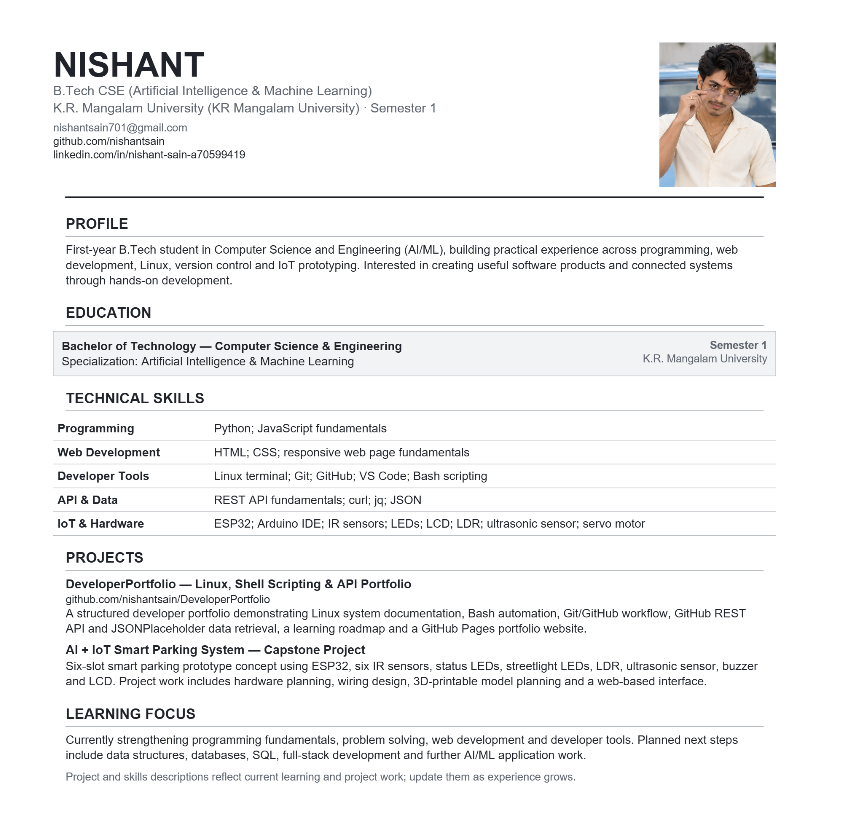 NISHANT
B.Tech CSE (Artificial Intelligence & Machine Learning)
K.R. Mangalam University (KR Mangalam University) · Semester 1
nishantsain701@gmail.com
github.com/nishantsain
linkedin.com/in/nishant-sain-a70599419
PROFILE
First-year B.Tech student in Computer Science and Engineering (AI/ML), building practical experience across programming, web
development, Linux, version control and IoT prototyping. Interested in creating useful software products and connected systems
through hands-on development.
EDUCATION
Bachelor of Technology — Computer Science & Engineering
Semester 1
Specialization: Artificial Intelligence & Machine Learning
K.R. Mangalam University
TECHNICAL SKILLS
Programming Python; JavaScript fundamentals
Web Development HTML; CSS; responsive web page fundamentals
Developer Tools Linux terminal; Git; GitHub; VS Code; Bash scripting
API & Data REST API fundamentals; curl; jq; JSON
IoT & Hardware ESP32; Arduino IDE; IR sensors; LEDs; LCD; LDR; ultrasonic sensor; servo motor
PROJECTS
DeveloperPortfolio — Linux, Shell Scripting & API Portfolio
github.com/nishantsain/DeveloperPortfolio
A structured developer portfolio demonstrating Linux system documentation, Bash automation, Git/GitHub workflow, GitHub REST
API and JSONPlaceholder data retrieval, a learning roadmap and a GitHub Pages portfolio website.
AI + IoT Smart Parking System — Capstone Project
Six-slot smart parking prototype concept using ESP32, six IR sensors, status LEDs, streetlight LEDs, LDR, ultrasonic sensor, buzzer
and LCD. Project work includes hardware planning, wiring design, 3D-printable model planning and a web-based interface.
LEARNING FOCUS
Currently strengthening programming fundamentals, problem solving, web development and developer tools. Planned next steps
include data structures, databases, SQL, full-stack development and further AI/ML application work.
Project and skills descriptions reflect current learning and project work; update them as experience grows.